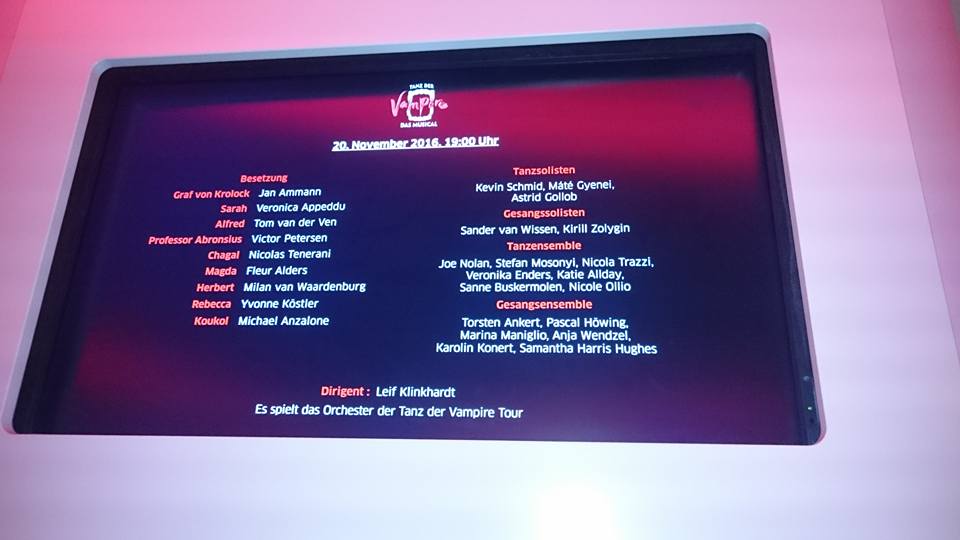 TANZ DER
Vampire
DAS MUSICAL
20. November 2016, 19:00 Uhr
Besetzung
Graf von Krolock Jan Ammann
Sarah Veronica Appeddu
Alfred Tom van der Ven
Professor Abronsius Victor Petersen
Chagal Nicolas Tenerani
Magda Fleur Alders
Herbert Milan van Waardenburg
Rebecca Yvonne Köstler
Koukol Michael Anzalone
Tanzsolisten
Kevin Schmid, Máté Gyenei,
Astrid Gollob
Gesangssolisten
Sander van Wissen, Kirill Zolygin
Tanzensemble
Joe Nolan, Stefan Mosonyi, Nicola Trazzi,
Veronika Enders, Katie Allday,
Sanne Buskermolen, Nicole Ollio
Gesangsensemble
Torsten Ankert, Pascal Höwing,
Marina Maniglio, Anja Wendzel,
Karolin Konert, Samantha Harris Hughes
Dirigent : Leif Klinkhardt
Es spielt das Orchester der Tanz der Vampire Tour